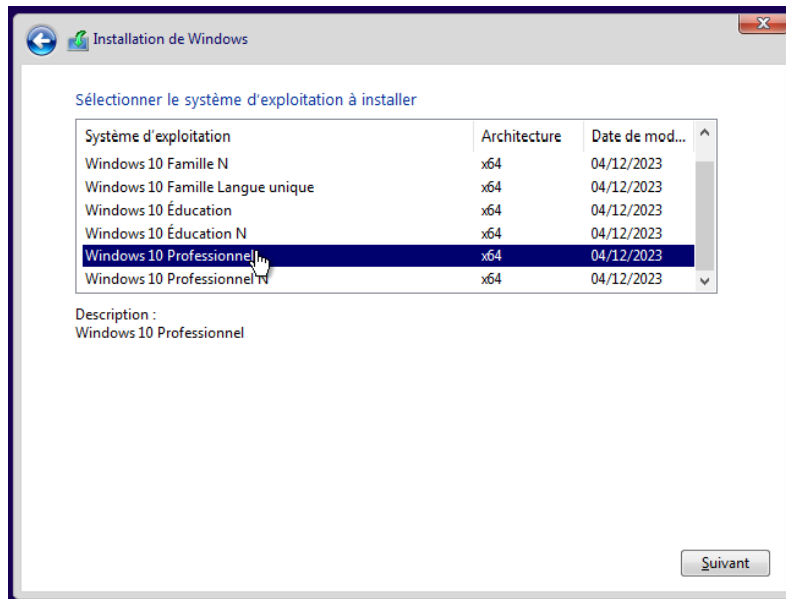 Installation de Windows
Sélectionner le système d'exploitation à installer
Système d'exploitation Architecture Date de mod...
Windows 10 Famille N x64 04/12/2023
Windows 10 Famille Langue unique x64 04/12/2023
Windows 10 Éducation x64 04/12/2023
Windows 10 Éducation N x64 04/12/2023
Windows 10 Professionnel x64 04/12/2023
Windows 10 Professionnel N x64 04/12/2023
Description :
Windows 10 Professionnel
Suivant